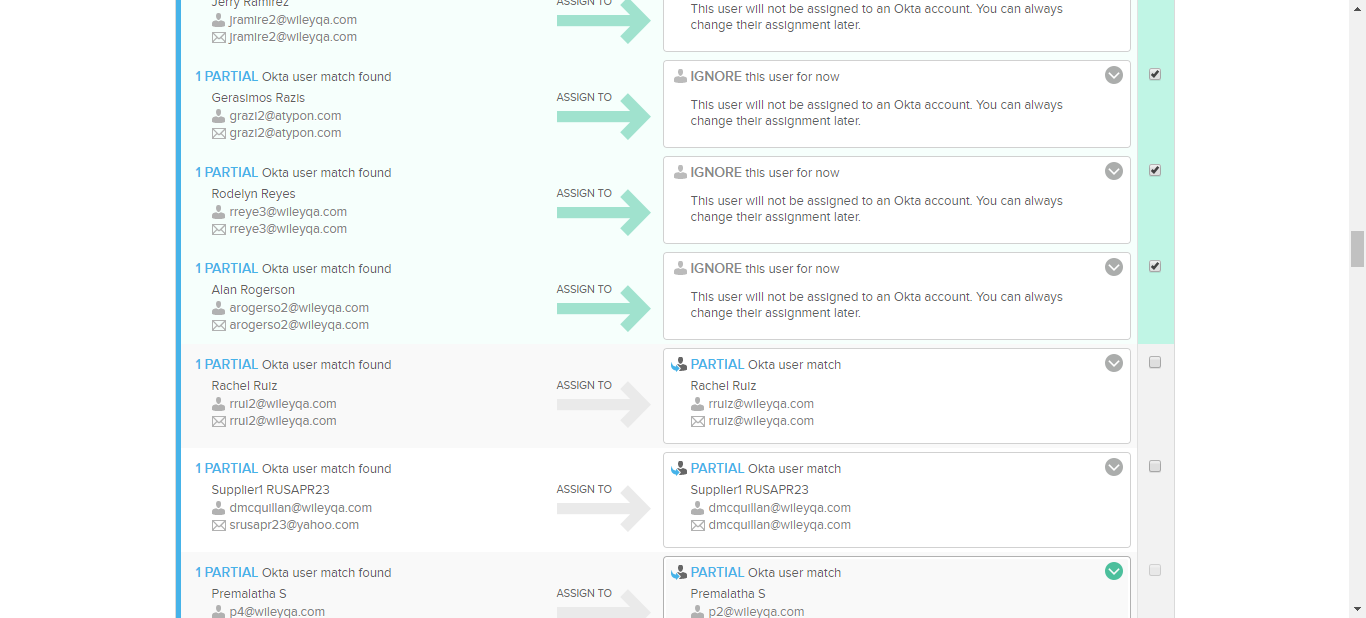 Jerry Ramirez
jramire2@wileyqa.com
jramire2@wileyqa.com
ASSIGN TO
This user will not be assigned to an Okta account. You can always
change their assignment later.
1 PARTIAL Okta user match found
Gerasimos Razis
grazi2@atypon.com
grazi2@atypon.com
ASSIGN TO
IGNORE this user for now
This user will not be assigned to an Okta account. You can always
change their assignment later.
1 PARTIAL Okta user match found
Rodelyn Reyes
rreye3@wileyqa.com
rreye3@wileyqa.com
ASSIGN TO
IGNORE this user for now
This user will not be assigned to an Okta account. You can always
change their assignment later.
1 PARTIAL Okta user match found
Alan Rogerson
arogerso2@wileyqa.com
arogerso2@wileyqa.com
ASSIGN TO
IGNORE this user for now
This user will not be assigned to an Okta account. You can always
change their assignment later.
1 PARTIAL Okta user match found
Rachel Ruiz
rrui2@wileyqa.com
rrui2@wileyqa.com
ASSIGN TO
PARTIAL Okta user match
Rachel Ruiz
rruiz@wileyqa.com
rruiz@wileyqa.com
1 PARTIAL Okta user match found
Supplier1 RUSAPR23
dmcquillan@wileyqa.com
srusapr23@yahoo.com
ASSIGN TO
PARTIAL Okta user match
Supplier1 RUSAPR23
dmcquillan@wileyqa.com
dmcquillan@wileyqa.com
1 PARTIAL Okta user match found
Premalatha S
p4@wileyqa.com
ASSIGN TO
PARTIAL Okta user match
Premalatha S
p2@wileyqa.com